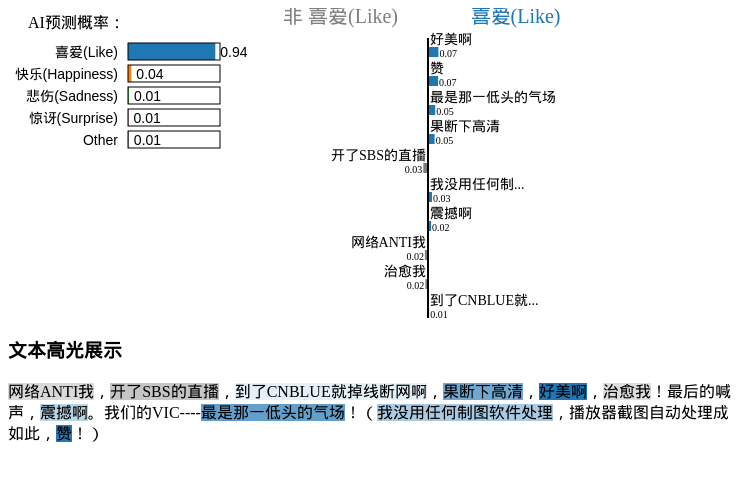 AI预测概率：
喜爱(Like) 0.94
快乐(Happiness) 0.04
悲伤(Sadness) 0.01
惊讶(Surprise) 0.01
Other 0.01
非 喜爱(Like) 喜爱(Like)
好美啊
0.07
赞
0.07
最是那一低头的气场
0.05
果断下高清
0.05
开了SBS的直播
0.03
我没用任何制...
0.03
震撼啊
0.02
网络ANTI我
0.02
治愈我
0.02
到了CNBLUE就...
0.01
文本高光展示
网络ANTI我，开了SBS的直播，到了CNBLUE就掉线断网啊，果断下高清，好美啊，治愈我！最后的喊
声，震撼啊。我们的VIC----最是那一低头的气场！（我没用任何制图软件处理，播放器截图自动处理成
如此，赞！）